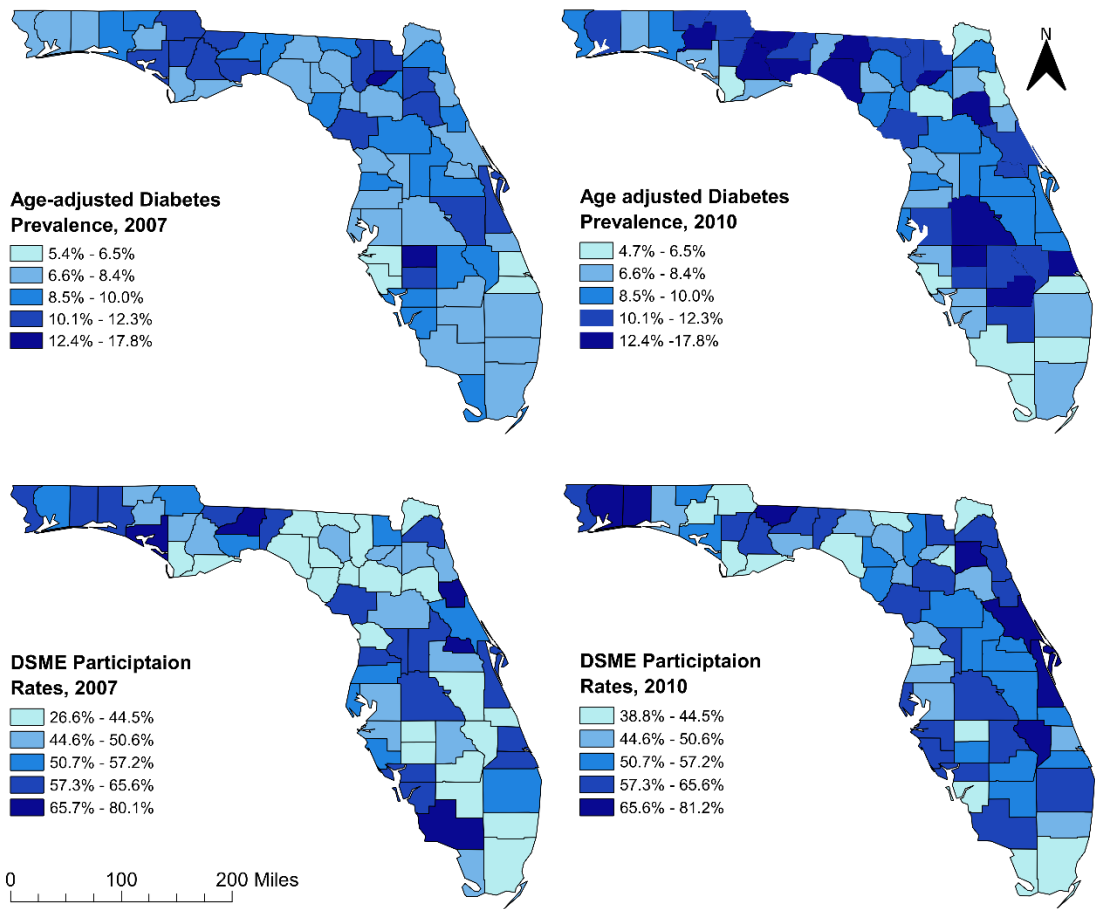 N
Age-adjusted Diabetes
Prevalence, 2007
5.4% - 6.5%
6.6% - 8.4%
8.5% - 10.0%
10.1% - 12.3%
12.4% - 17.8%
Age adjusted Diabetes
Prevalence, 2010
4.7% - 6.5%
6.6% - 8.4%
8.5% - 10.0%
10.1% - 12.3%
12.4% -17.8%
DSME Participtaion
Rates, 2007
26.6% - 44.5%
44.6% - 50.6%
50.7% - 57.2%
57.3% - 65.6%
65.7% - 80.1%
DSME Participtaion
Rates, 2010
38.8% - 44.5%
44.6% - 50.6%
50.7% - 57.2%
57.3% - 65.6%
65.6% - 81.2%
0 100 200 Miles